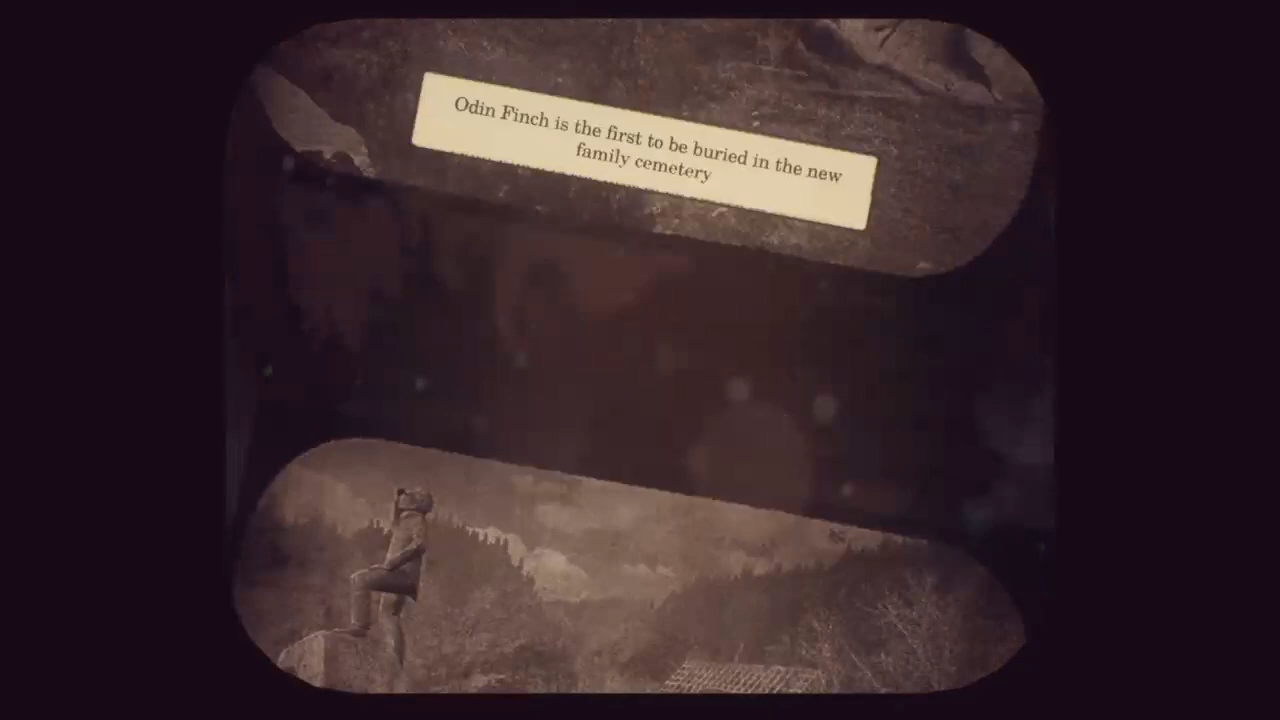 Odin Finch is the first to be buried in the new
family cemetery